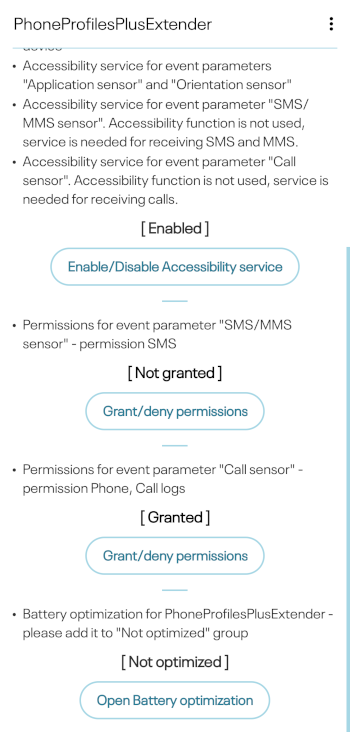 PhoneProfilesPlusExtender
device
• Accessibility service for event parameters
"Application sensor" and "Orientation sensor"
• Accessibility service for event parameter "SMS/
MMS sensor". Accessibility function is not used,
service is needed for receiving SMS and MMS.
• Accessibility service for event parameter "Call
sensor". Accessibility function is not used, service is
needed for receiving calls.
[ Enabled ]
Enable/Disable Accessibility service
• Permissions for event parameter "SMS/MMS
sensor" - permission SMS
[ Not granted ]
Grant/deny permissions
• Permissions for event parameter "Call sensor" -
permission Phone, Call logs
[ Granted ]
Grant/deny permissions
• Battery optimization for PhoneProfilesPlusExtender -
please add it to "Not optimized" group
[ Not optimized ]
Open Battery optimization